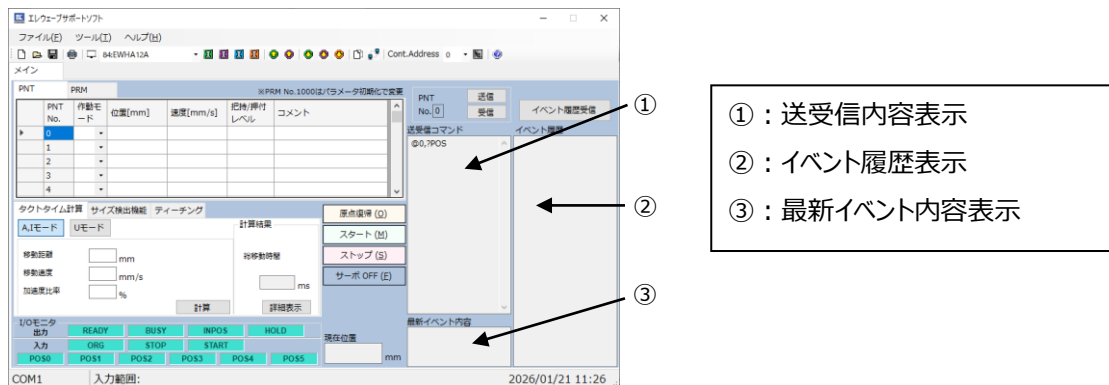 エレウェーブサポートソフト
ファイル(F) ツール(T) ヘルプ(H)
84:EWHA12A Cont.Address 0
メイン
PNT PRM ※PRM No.1000はパラメータ初期化で変更
PNT No. 作動モード 位置[mm] 速度[mm/s] 把持/押付レベル コメント
0
1
2
3
4
PNT No. 0 送信 受信
イベント履歴受信
送受信コマンド
@0,?POS
イベント履歴
タクトタイム計算 サイズ検出機能 ティーチング
A,Iモード Uモード
計算結果
移動距離 mm
移動速度 mm/s
加速度比率 %
総移動時間
ms
計算 詳細表示
原点復帰 (O)
スタート (M)
ストップ (S)
サーボ OFF (F)
I/Oモニタ
出力 READY BUSY INPOS HOLD
入力 ORG STOP START
POS0 POS1 POS2 POS3 POS4 POS5
現在位置
mm
最新イベント内容
COM1 入力範囲: 2026/01/21 11:26
①
②
③
①：送受信内容表示
②：イベント履歴表示
③：最新イベント内容表示